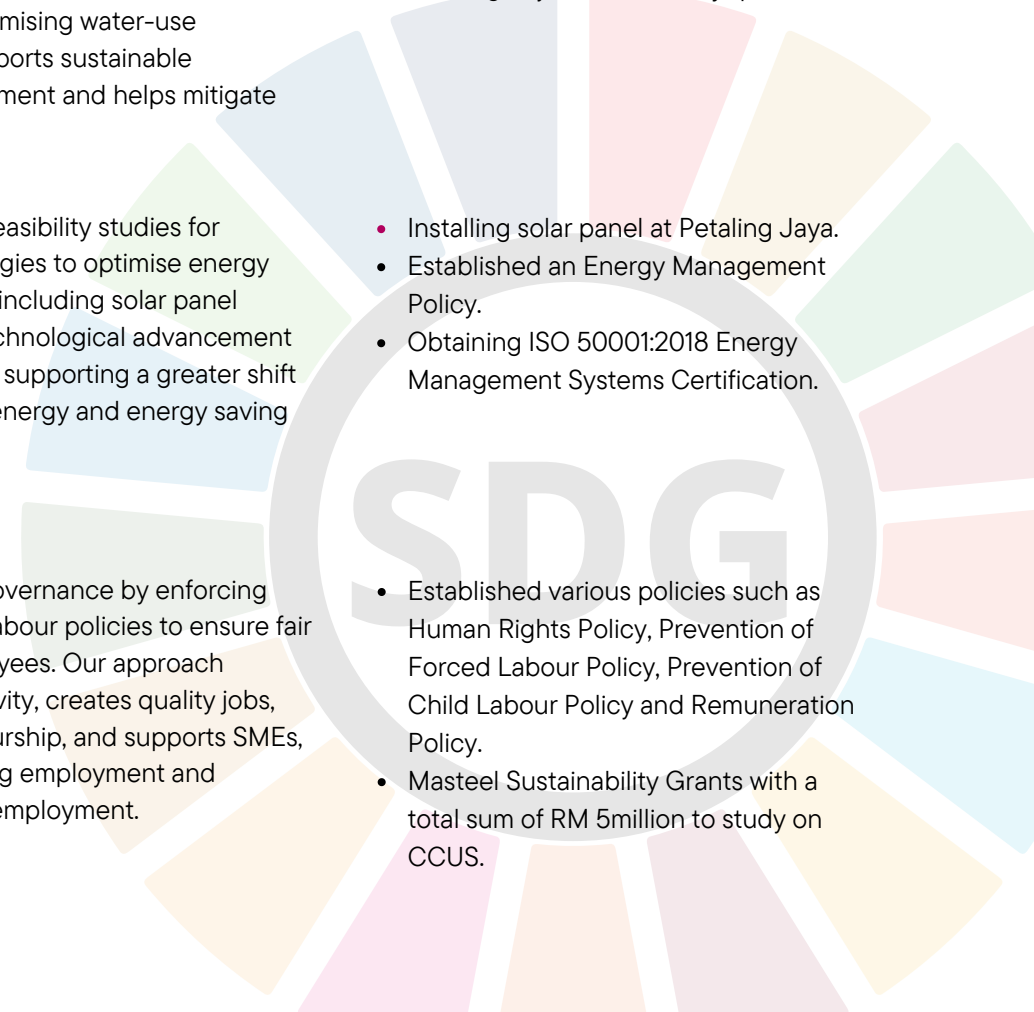 mising water-use
ports sustainable
ment and helps mitigate
easibility studies for
gies to optimise energy
including solar panel
chnological advancement
supporting a greater shift
energy and energy saving
• Installing solar panel at Petaling Jaya.
• Established an Energy Management
Policy.
• Obtaining ISO 50001:2018 Energy
Management Systems Certification.
SDG
overnance by enforcing
abour policies to ensure fair
yees. Our approach
vity, creates quality jobs,
urship, and supports SMEs,
g employment and
employment.
• Established various policies such as
Human Rights Policy, Prevention of
Forced Labour Policy, Prevention of
Child Labour Policy and Remuneration
Policy.
• Masteel Sustainability Grants with a
total sum of RM 5million to study on
CCUS.